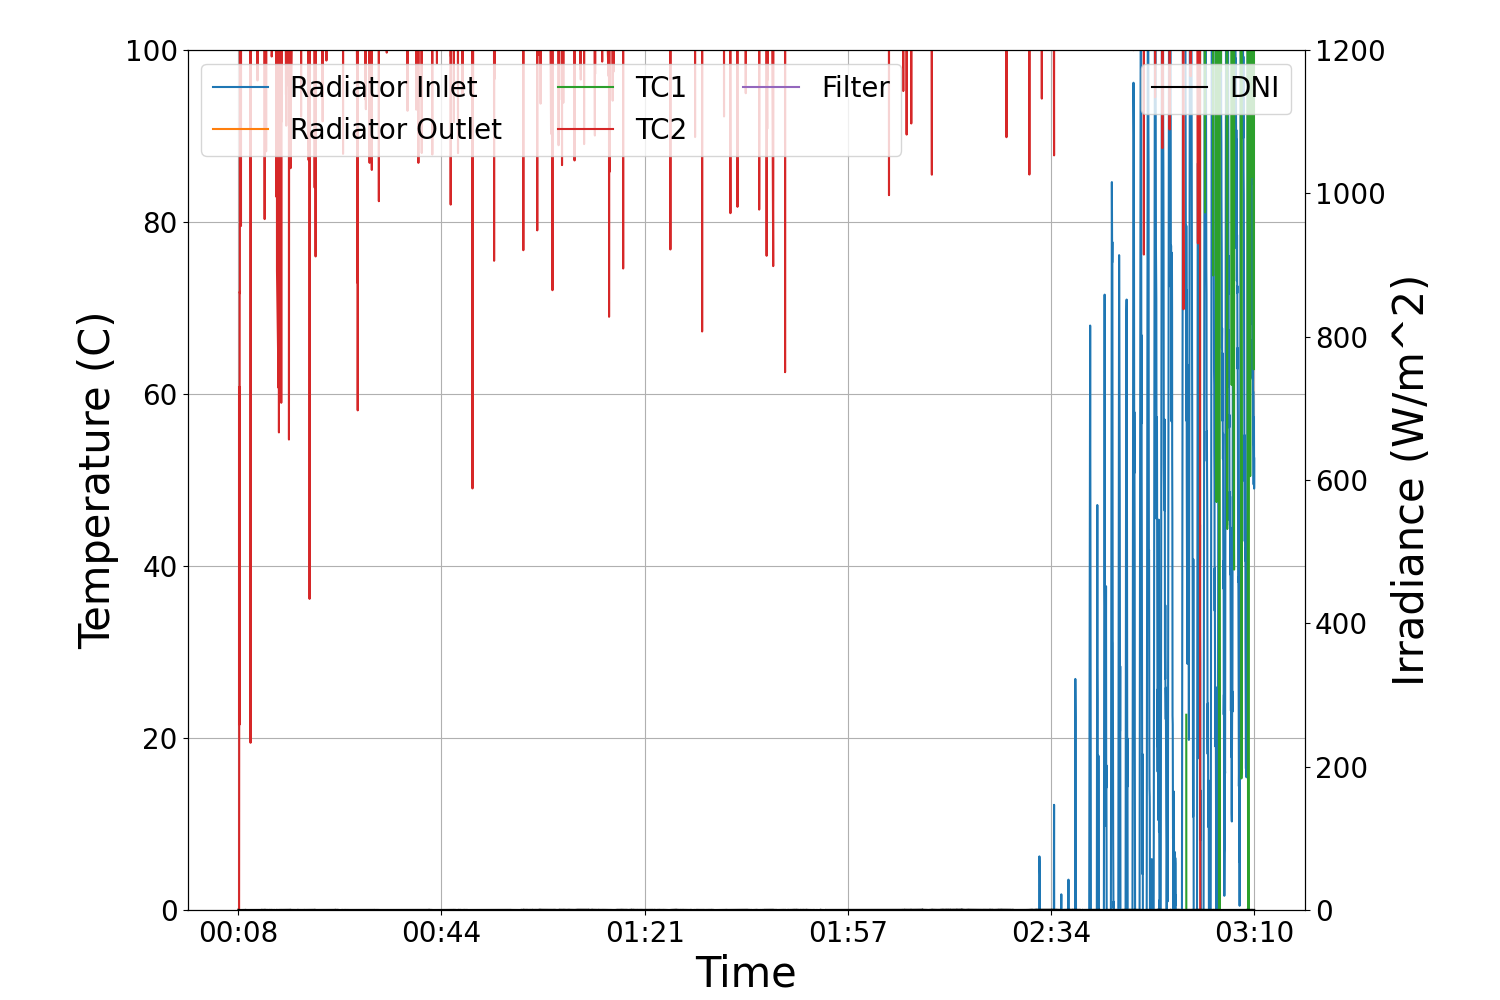 100
80
60
40
20
0
Temperature (C)
Radiator Inlet
Radiator Outlet
TC1
TC2
Filter
DNI
1200
1000
800
600
400
200
0
Irradiance (W/m^2)
00:08
00:44
01:21
01:57
02:34
03:10
Time